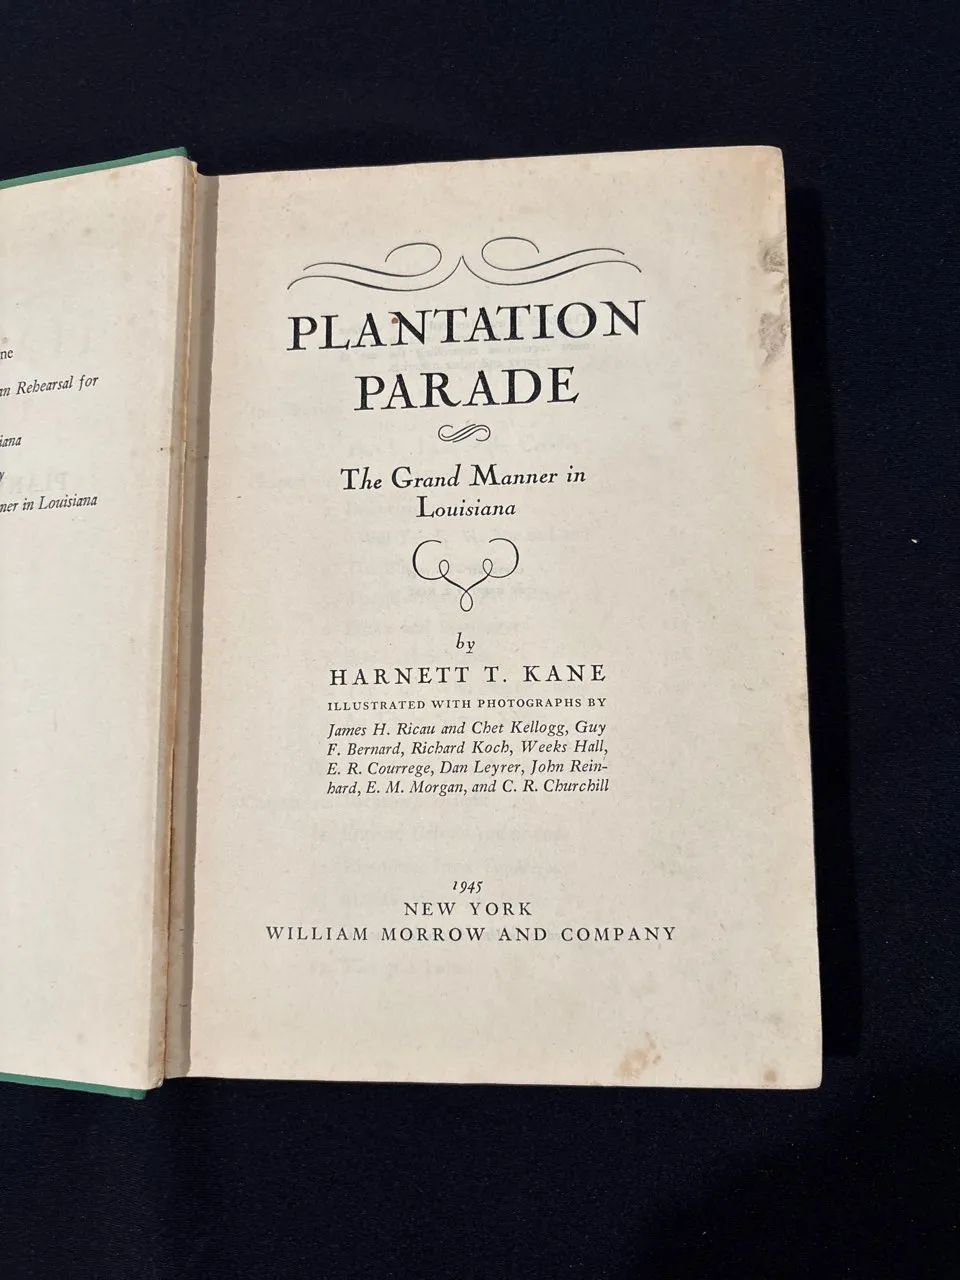 ne
an Rehearsal for
iana
y
ner in Louisiana
PLANTATION
PARADE
The Grand Manner in
Louisiana
by
HARNETT T. KANE
ILLUSTRATED WITH PHOTOGRAPHS BY
James H. Ricau and Chet Kellogg, Guy
F. Bernard, Richard Koch, Weeks Hall,
E. R. Courrege, Dan Leyrer, John Rein-
hard, E. M. Morgan, and C. R. Churchill
1945
NEW YORK
WILLIAM MORROW AND COMPANY